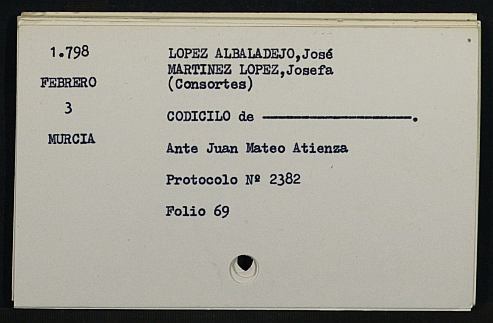 1.798
FEBRERO
3
MURCIA
LOPEZ ALBALADEJO,José
MARTINEZ LOPEZ,Josefa
(Consortes)
CODICILO de ———————————.
Ante Juan Mateo Atienza
Protocolo Nº 2382
Folio 69